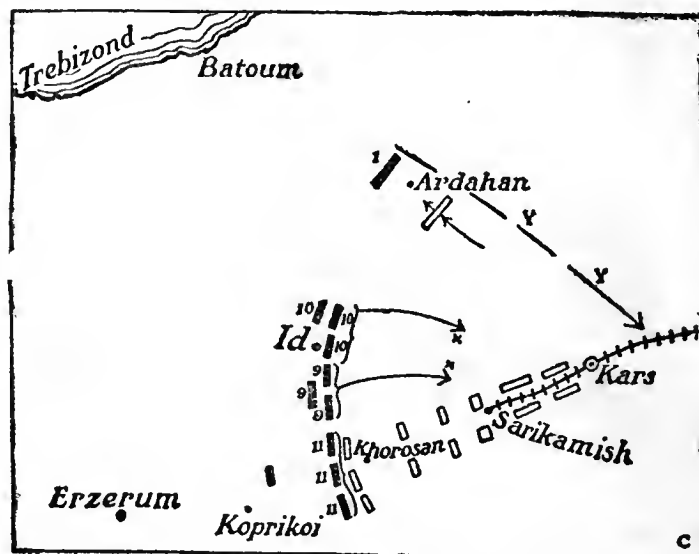 Trebizond
Batoum
1
Ardahan
Y
Y
10
10
Id
10
x
9
9
9
x
Kars
Sarikamish
11
Khorosan
11
11
Erzerum
Koprikoi
C